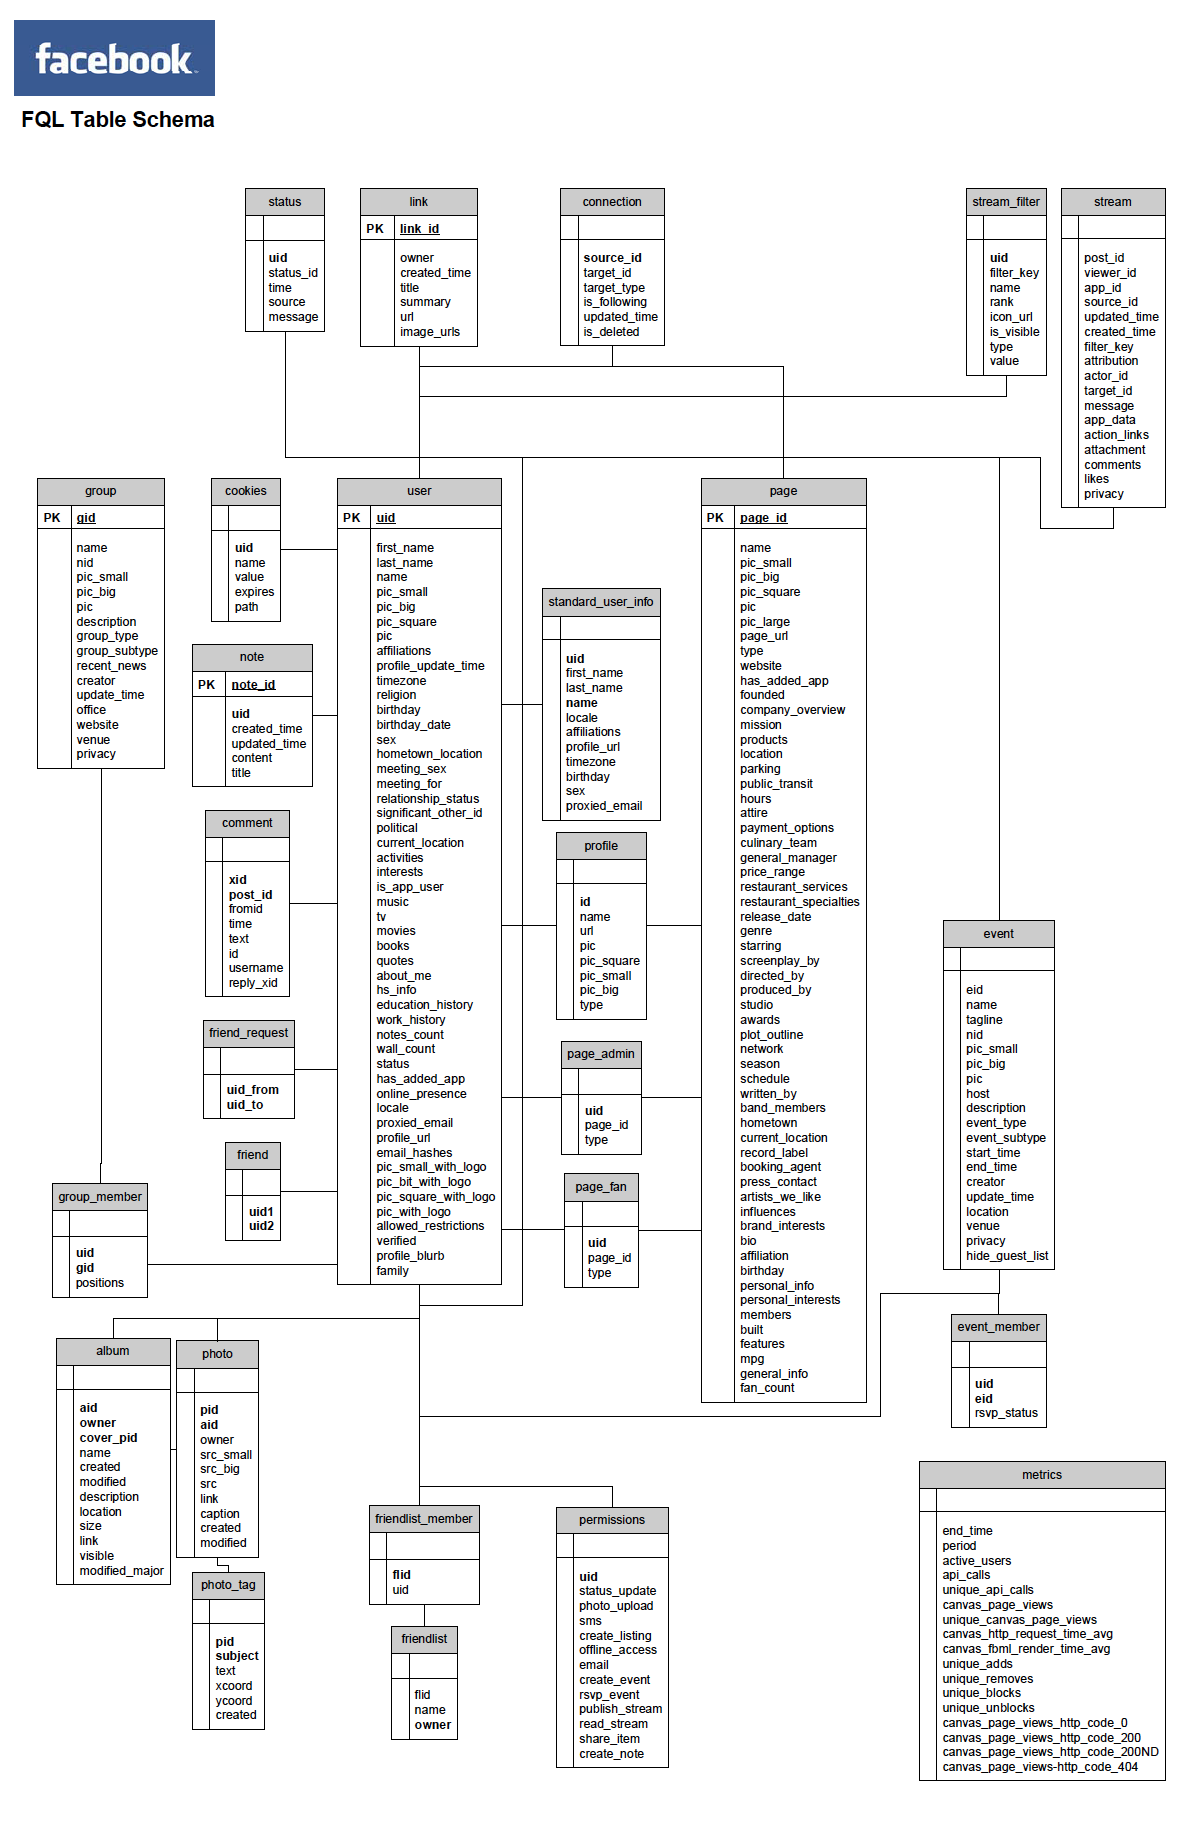 facebook
FQL Table Schema
status
uid
status_id
time
source
message
link
PK link_id
owner
created_time
title
summary
url
image_urls
connection
source_id
target_id
target_type
is_following
updated_time
is_deleted
stream_filter
uid
filter_key
name
rank
icon_url
is_visible
type
value
stream
post_id
viewer_id
app_id
source_id
updated_time
created_time
filter_key
attribution
actor_id
target_id
message
app_data
action_links
attachment
comments
likes
privacy
group
PK gid
name
nid
pic_small
pic_big
pic
description
group_type
group_subtype
recent_news
creator
update_time
office
website
venue
privacy
cookies
uid
name
value
expires
path
note
PK note_id
uid
created_time
updated_time
content
title
comment
xid
post_id
fromid
time
text
id
username
reply_xid
friend_request
uid_from
uid_to
friend
uid1
uid2
group_member
uid
gid
positions
user
PK uid
first_name
last_name
name
pic_small
pic_big
pic_square
pic
affiliations
profile_update_time
timezone
religion
birthday
birthday_date
sex
hometown_location
meeting_sex
meeting_for
relationship_status
significant_other_id
political
current_location
activities
interests
is_app_user
music
tv
movies
books
quotes
about_me
hs_info
education_history
work_history
notes_count
wall_count
status
has_added_app
online_presence
locale
proxied_email
profile_url
email_hashes
pic_small_with_logo
pic_bit_with_logo
pic_square_with_logo
pic_with_logo
allowed_restrictions
verified
profile_blurb
family
standard_user_info
uid
first_name
last_name
name
locale
affiliations
profile_url
timezone
birthday
sex
proxied_email
profile
id
name
url
pic
pic_square
pic_small
pic_big
type
page_admin
uid
page_id
type
page_fan
uid
page_id
type
page
PK page_id
name
pic_small
pic_big
pic_square
pic
pic_large
page_url
type
website
has_added_app
founded
company_overview
mission
products
location
parking
public_transit
hours
attire
payment_options
culinary_team
general_manager
price_range
restaurant_services
restaurant_specialties
release_date
genre
starring
screenplay_by
directed_by
produced_by
studio
awards
plot_outline
network
season
schedule
written_by
band_members
hometown
current_location
record_label
booking_agent
press_contact
artists_we_like
influences
brand_interests
bio
affiliation
birthday
personal_info
personal_interests
members
built
features
mpg
general_info
fan_count
event
eid
name
tagline
nid
pic_small
pic_big
pic
host
description
event_type
event_subtype
start_time
end_time
creator
update_time
location
venue
privacy
hide_guest_list
event_member
uid
eid
rsvp_status
album
aid
owner
cover_pid
name
created
modified
description
location
size
link
visible
modified_major
photo
pid
aid
owner
src_small
src_big
src
link
caption
created
modified
photo_tag
pid
subject
text
xcoord
ycoord
created
friendlist_member
flid
uid
friendlist
flid
name
owner
permissions
uid
status_update
photo_upload
sms
create_listing
offline_access
email
create_event
rsvp_event
publish_stream
read_stream
share_item
create_note
metrics
end_time
period
active_users
api_calls
unique_api_calls
canvas_page_views
unique_canvas_page_views
canvas_http_request_time_avg
canvas_fbml_render_time_avg
unique_adds
unique_removes
unique_blocks
unique_unblocks
canvas_page_views_http_code_0
canvas_page_views_http_code_200
canvas_page_views_http_code_200ND
canvas_page_views-http_code_404